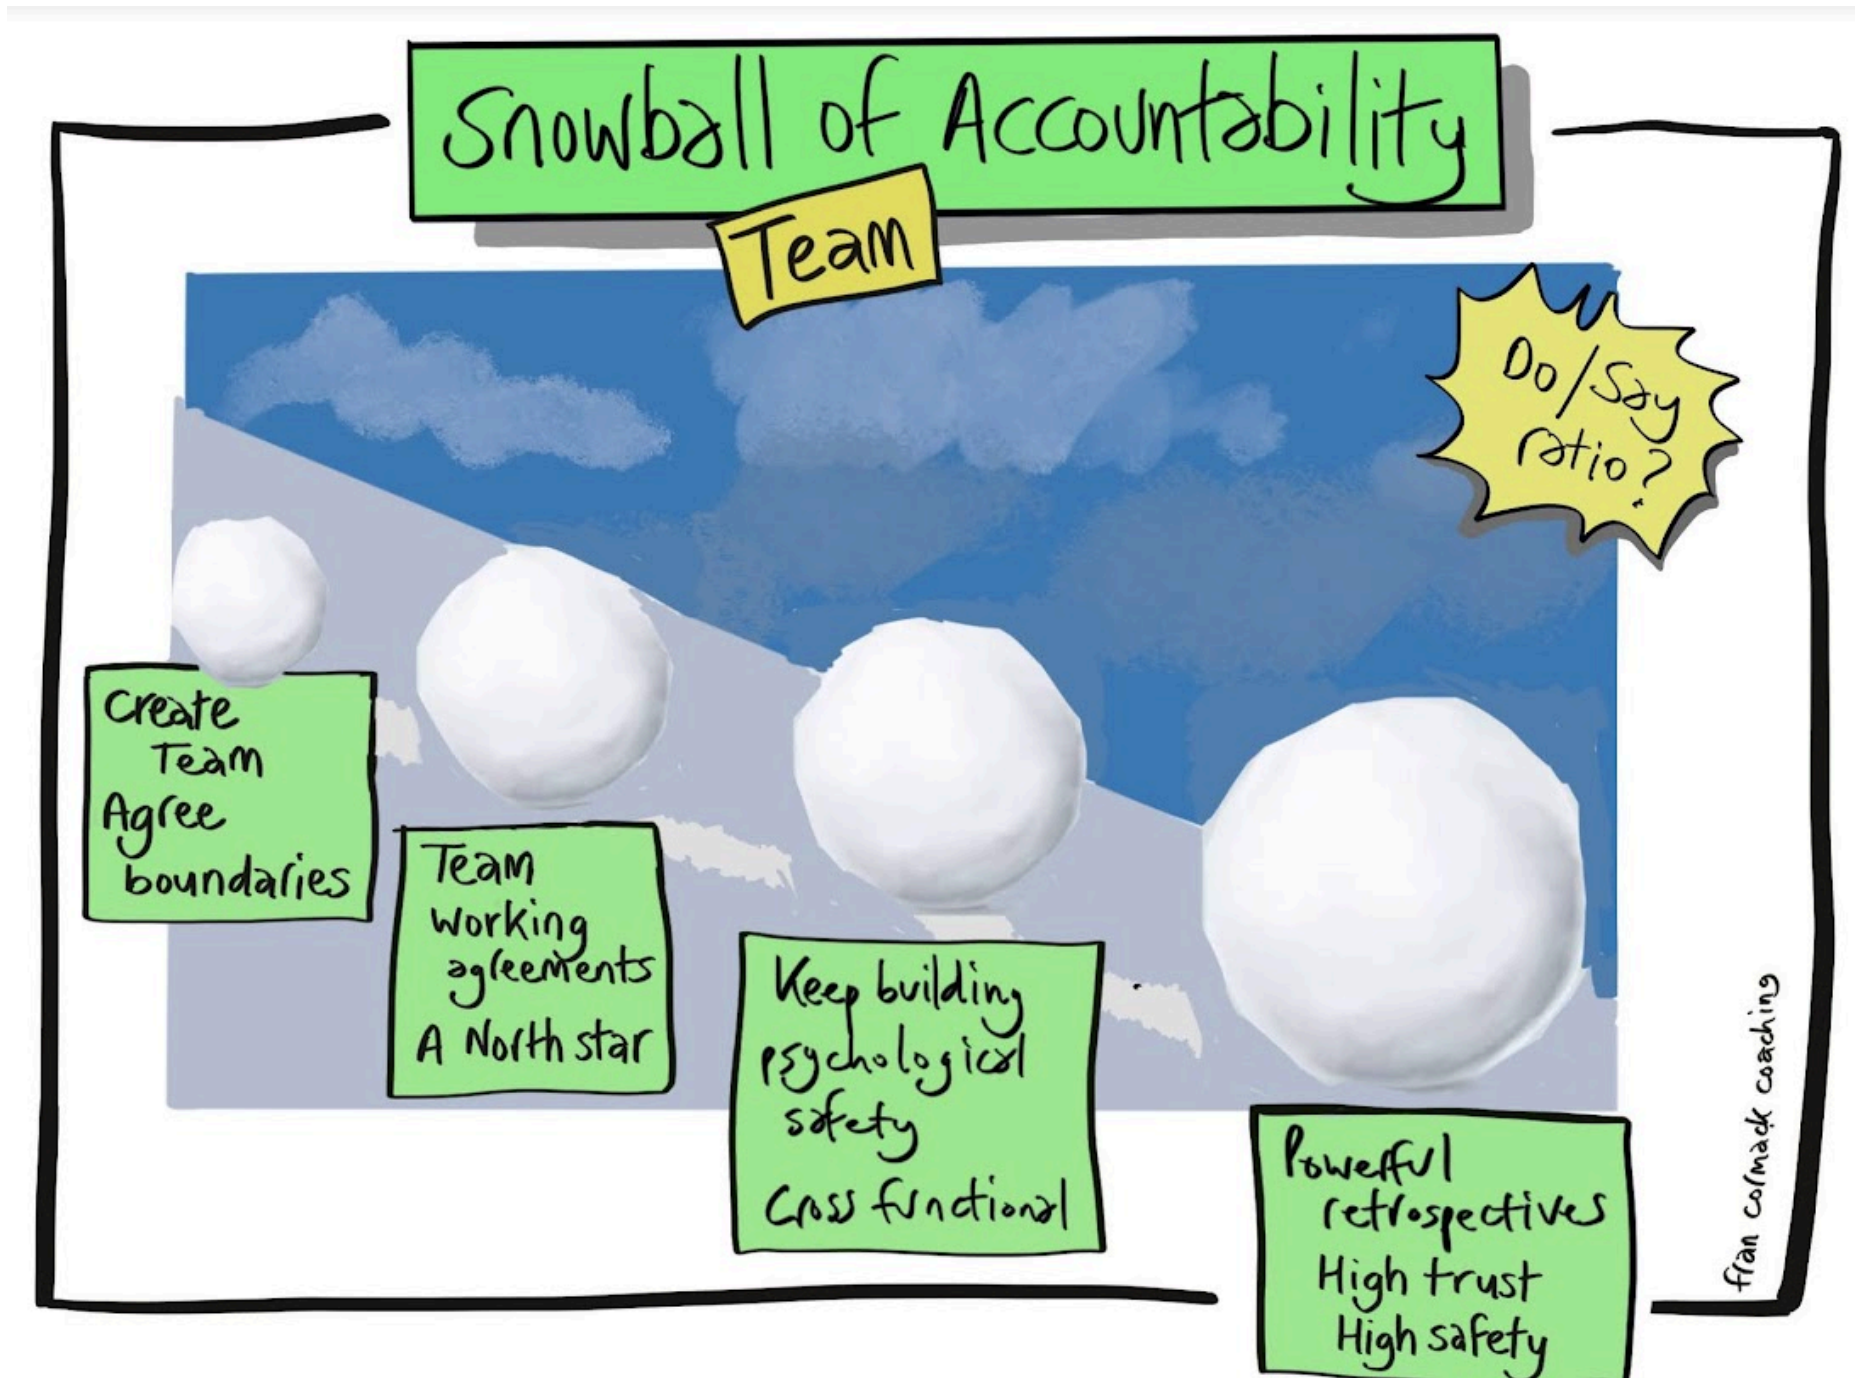 Snowball of Accountability
Team
Do/Say
ratio?
Create
Team
Agree
boundaries
Team
working
agreements
A North star
Keep building
psychological
safety
Cross functional
Powerful
retrospectives
High trust
High safety
fran cormack coaching